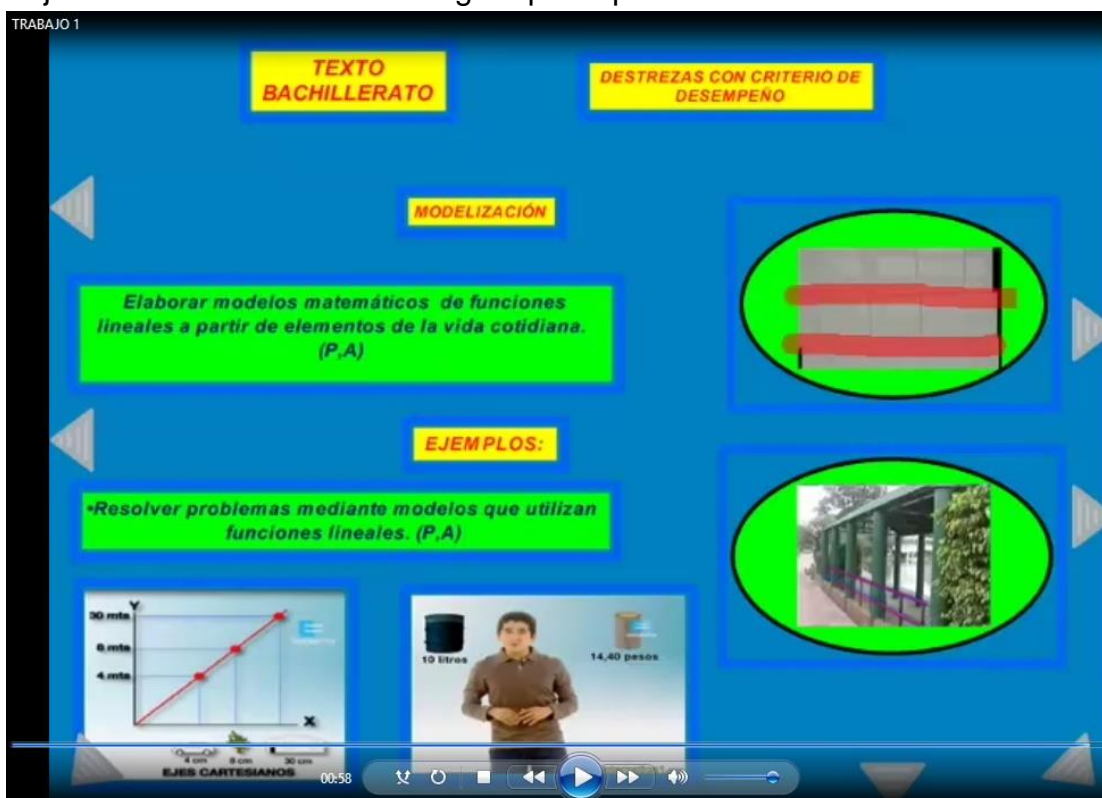 TRABAJO 1
TEXTO
BACHILLERATO
DESTREZAS CON CRITERIO DE
DESEMPEÑO
MODELIZACIÓN
Elaborar modelos matemáticos de funciones
lineales a partir de elementos de la vida cotidiana.
(P,A)
EJEMPLOS:
•Resolver problemas mediante modelos que utilizan
funciones lineales. (P,A)
Y
30 mts
8 mts
4 mts
X
4 cm 8 cm 30 cm
EJES CARTESIANOS
10 litros
14,40 pesos
00:58